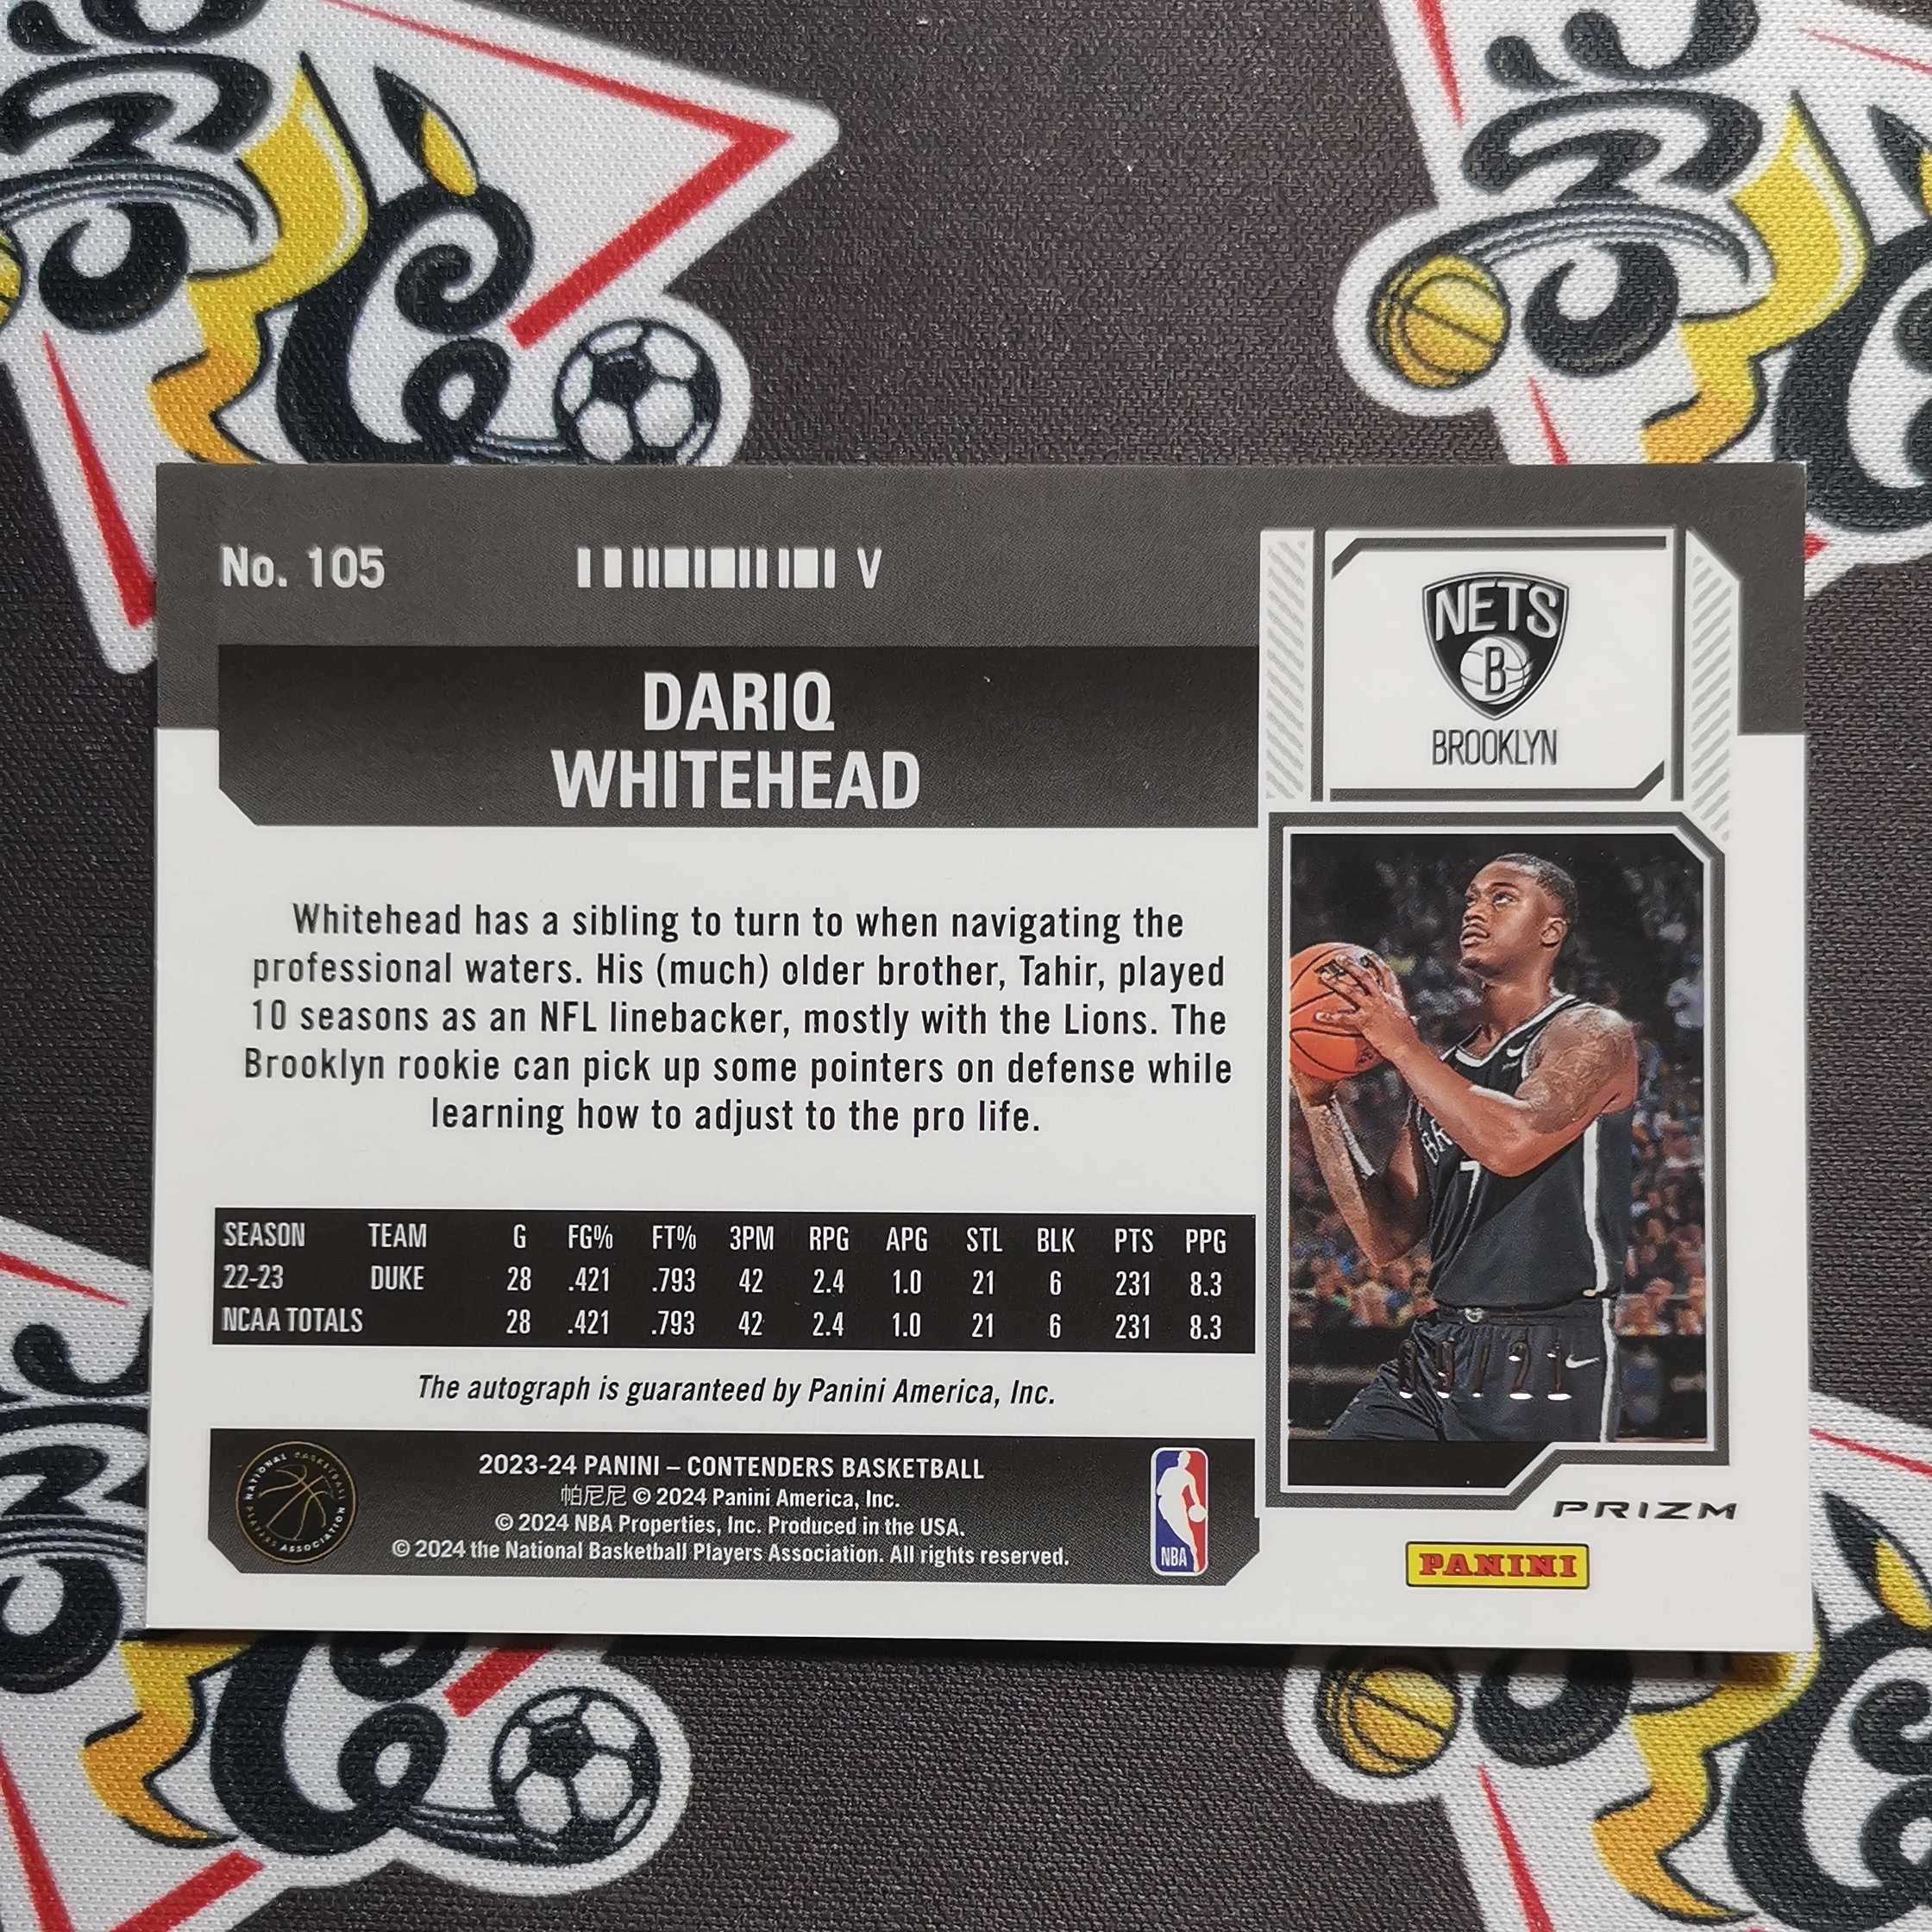 No. 105 V
NETS
B
BROOKLYN
DARIQ
WHITEHEAD
Whitehead has a sibling to turn to when navigating the
professional waters. His (much) older brother, Tahir, played
10 seasons as an NFL linebacker, mostly with the Lions. The
Brooklyn rookie can pick up some pointers on defense while
learning how to adjust to the pro life.
SEASON TEAM G FG% FT% 3PM RPG APG STL BLK PTS PPG
22-23 DUKE 28 .421 .793 42 2.4 1.0 21 6 231 8.3
NCAA TOTALS 28 .421 .793 42 2.4 1.0 21 6 231 8.3
The autograph is guaranteed by Panini America, Inc.
NATIONAL BASKETBALL
PLAYERS ASSOCIATION
2023-24 PANINI – CONTENDERS BASKETBALL
帕尼尼 © 2024 Panini America, Inc.
© 2024 NBA Properties, Inc. Produced in the USA.
© 2024 the National Basketball Players Association. All rights reserved.
NBA
7
PRIZM
PANINI